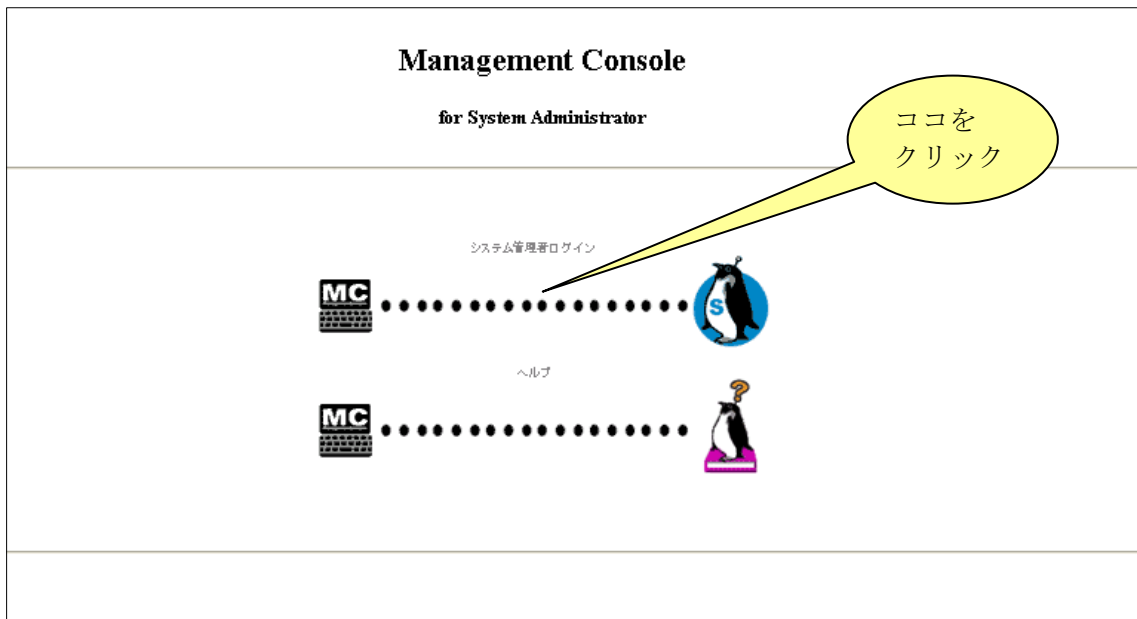 Management Console
for System Administrator
ココを
クリック
システム管理者ログイン
MC
S
ヘルプ
?
MC